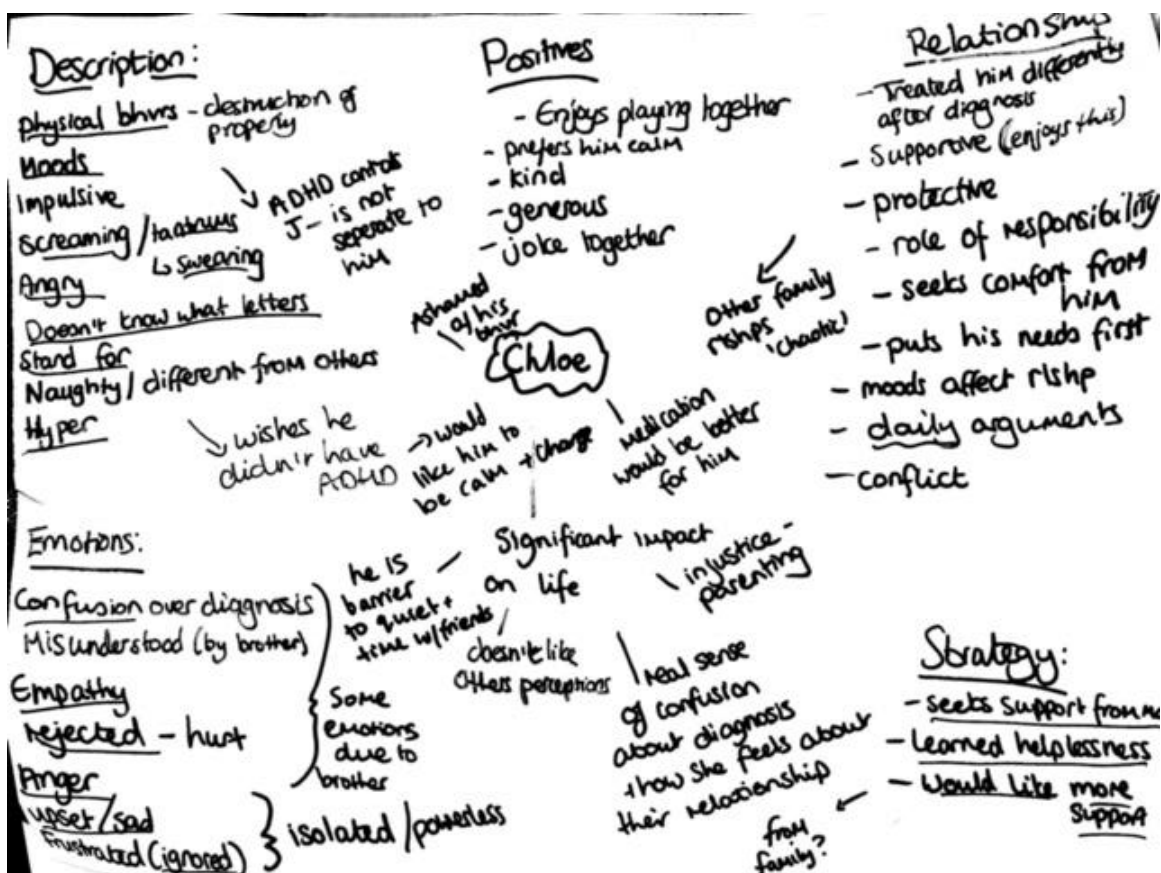 Description:
physical bhvrs - destruction of
property
Moods
Impulsive
screaming / tantrums
↳ swearing
Angry
Doesn't know what letters
Stand for
Naughty / different from others
Hyper
ADHD controls
J - is not
seperate to
him
wishes he
didn't have
ADHD
→ would
like him to
be calm + change
Positives
- Enjoys playing together
- prefers him calm
- kind
- generous
- joke together
Ashamed
of his
bhvr
Chloe
Other family
rlshps
'chaotic'
medication
would be better
for him
Relationships
- Treated him differently
after diagnosis
- Supportive (enjoys this)
- protective
- role of responsibility
- seeks comfort from
him
- puts his needs first
- moods affect rlshp
- daily arguments
- conflict
Emotions:
Confusion over diagnosis
Misunderstood (by brother)
Empathy
rejected - hurt
Anger
upset/sad
Frustrated (ignored)
Some
emotions
due to
brother
isolated / powerless
Significant impact
on life
he is
barrier
to quiet +
time w/friends
doesn't like
others perceptions
injustice -
parenting
real sense
of confusion
about diagnosis
+ how she feels about
their relationship
Strategy:
- seeks support from
- Learned helplessness
- would like more
support
from
family?